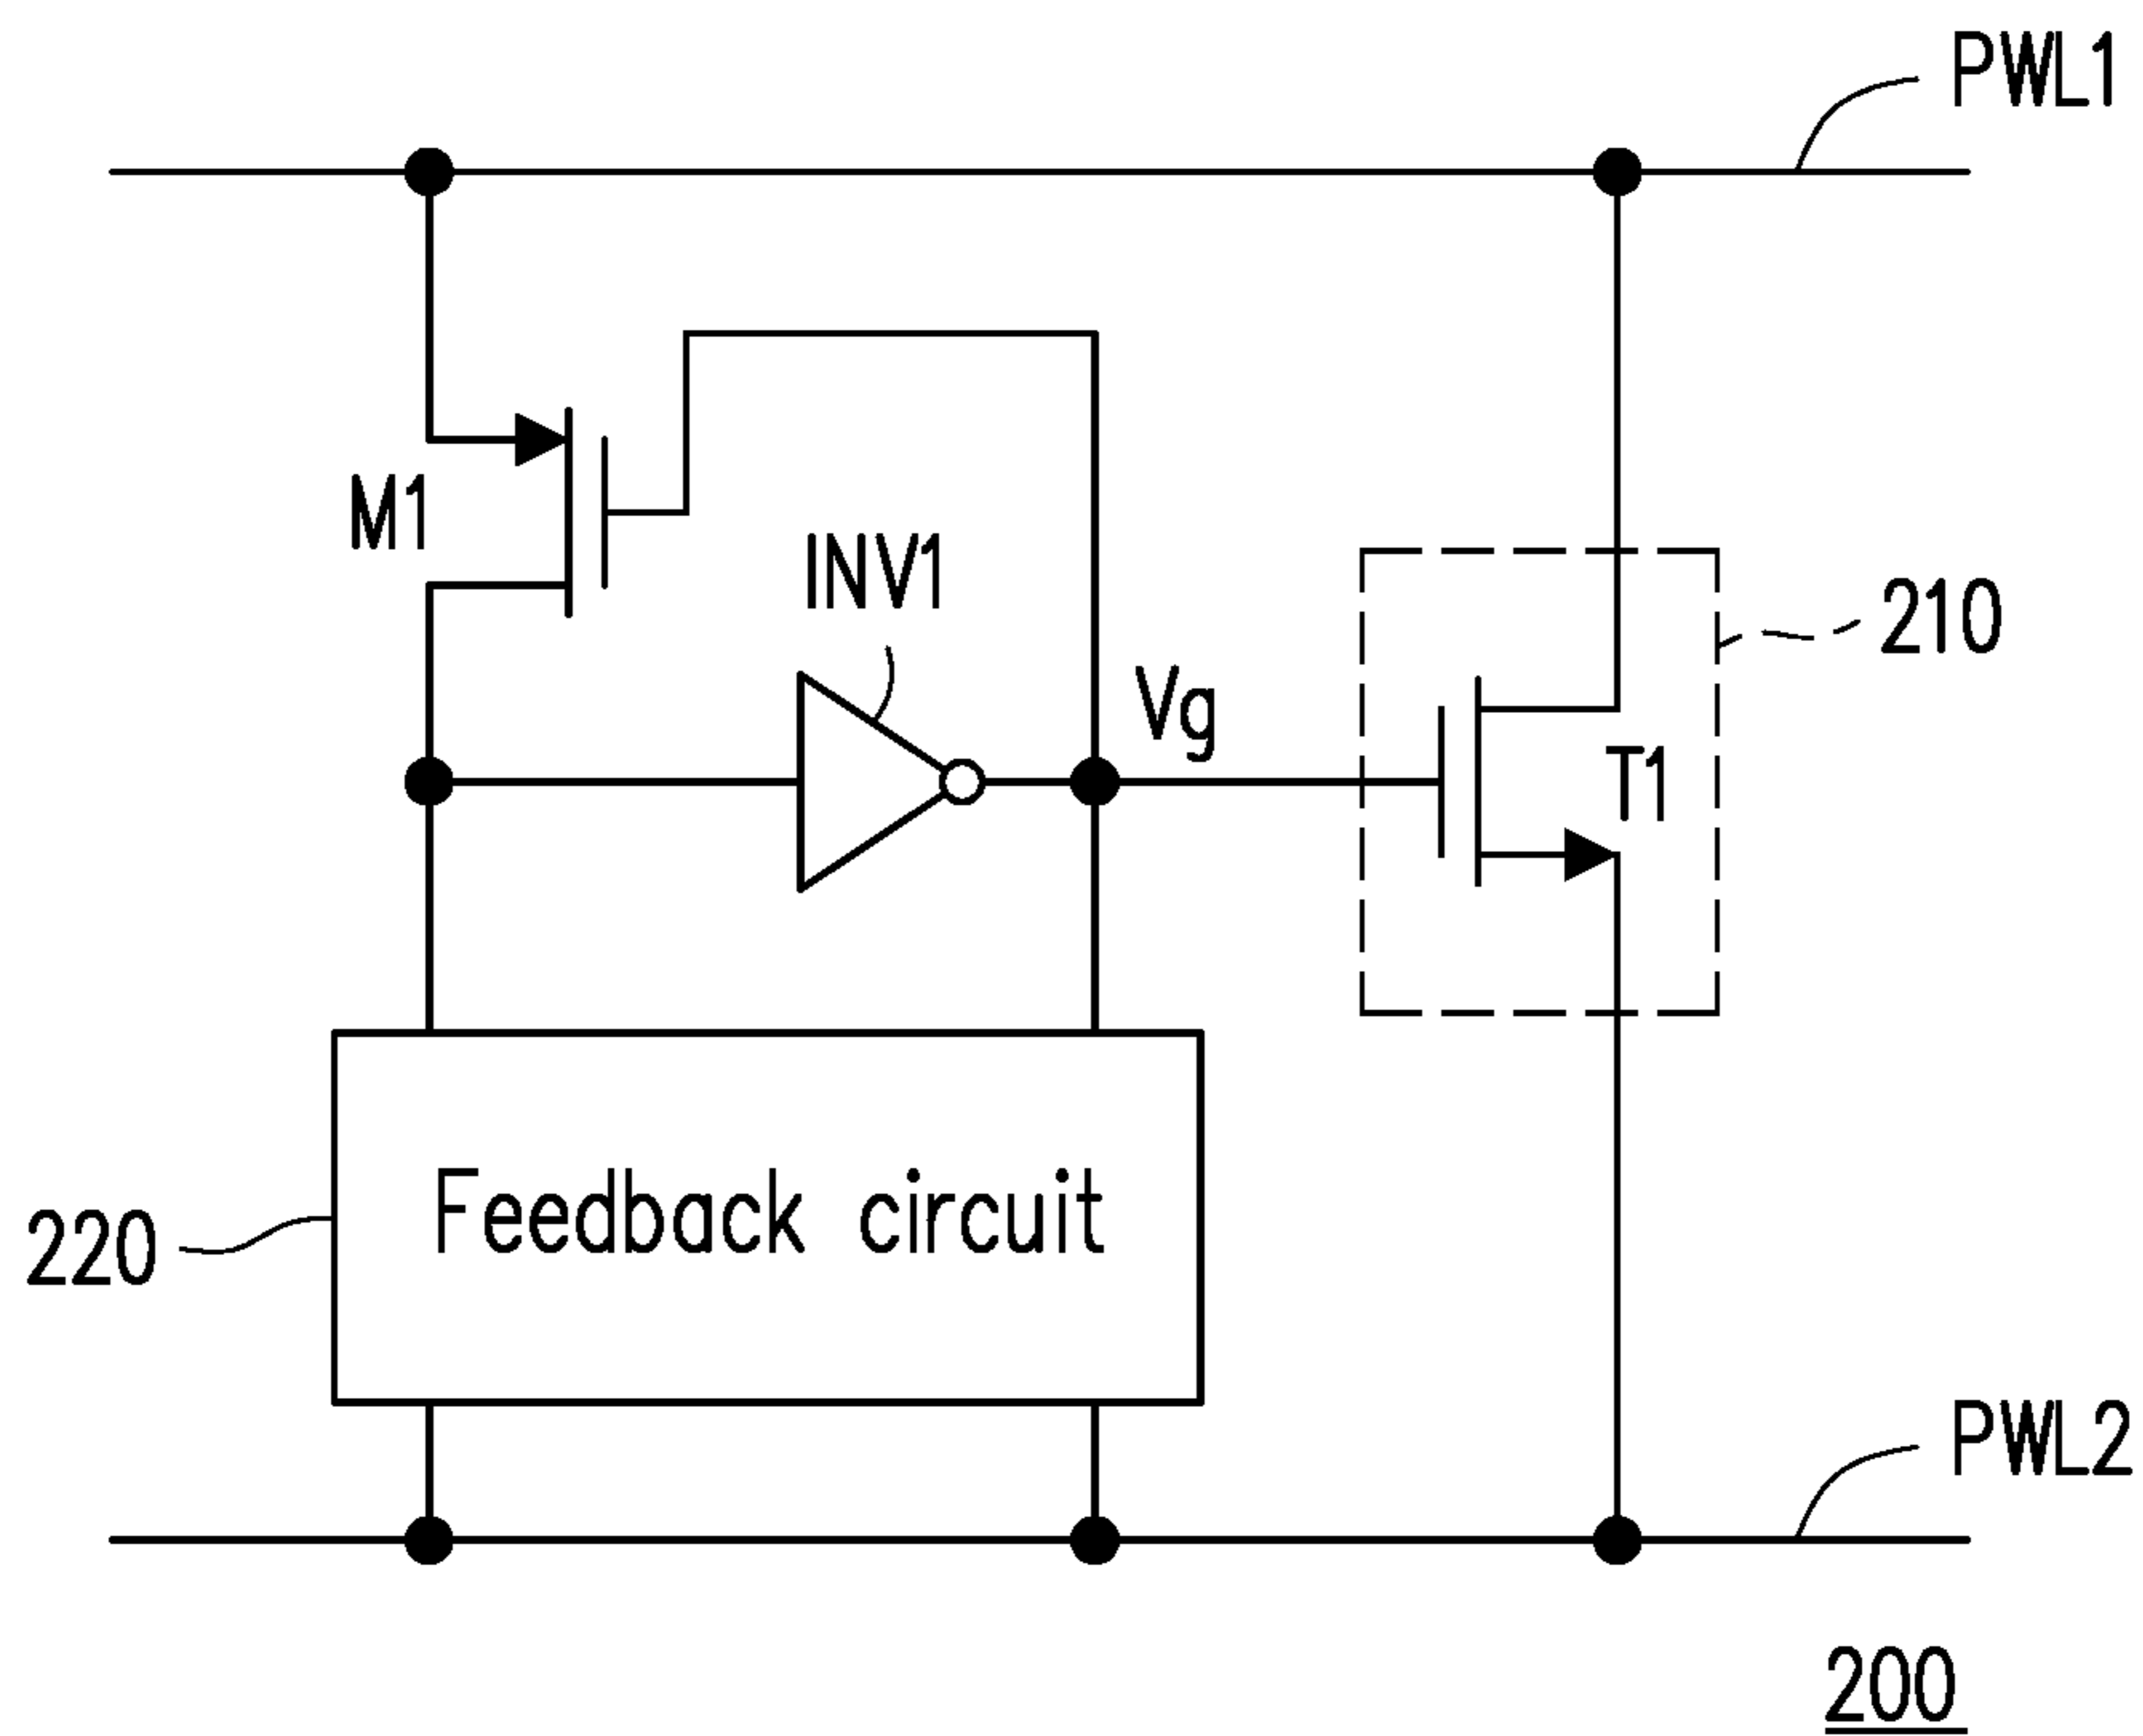 PWL1
M1
INV1
Vg
210
T1
Feedback circuit
220
PWL2
200